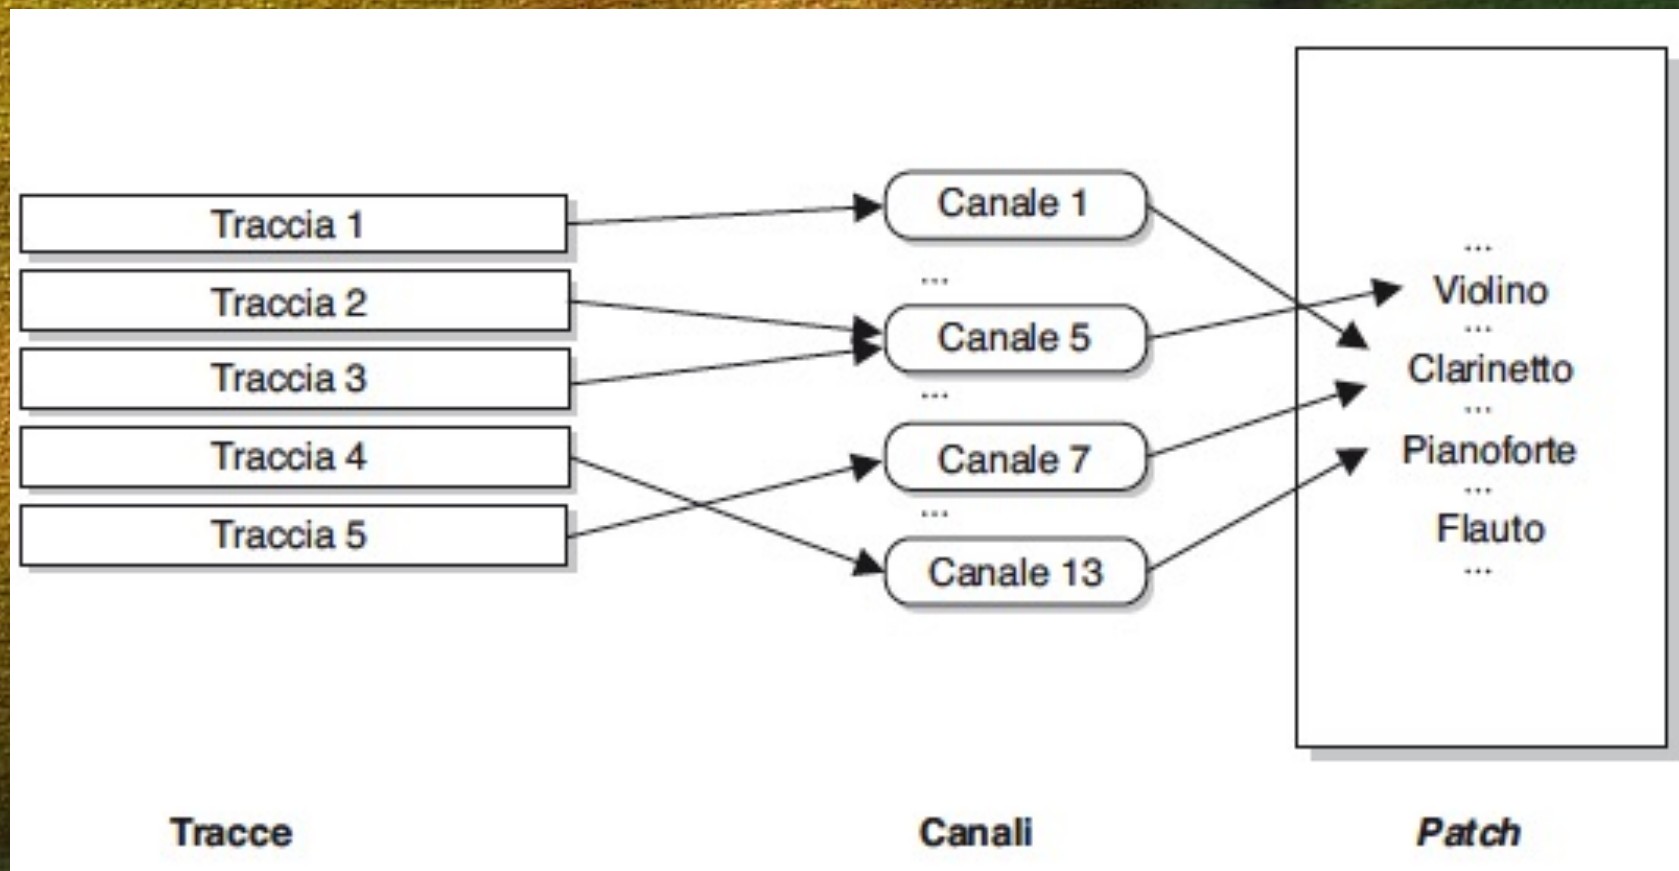 Traccia 1
Traccia 2
Traccia 3
Traccia 4
Traccia 5
Canale 1
...
Canale 5
...
Canale 7
...
Canale 13
...
Violino
...
Clarinetto
...
Pianoforte
...
Flauto
...
Tracce
Canali
Patch